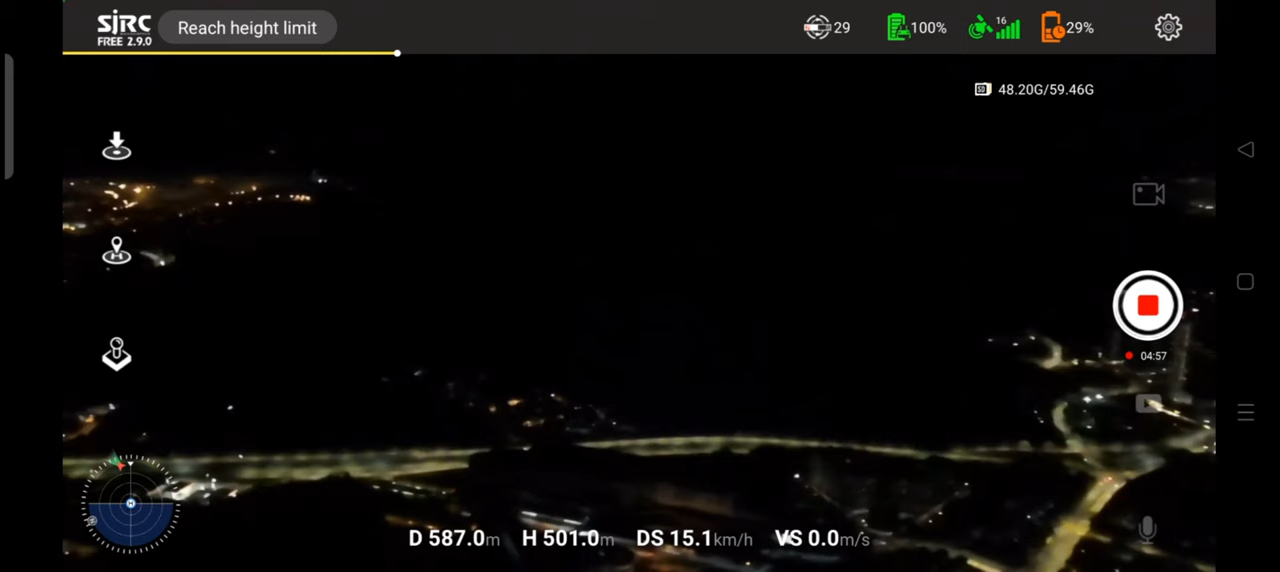 SJRC
FREE 2.9.0
Reach height limit
29
100%
16
29%
SD
48.20G/59.46G
04:57
H
D 587.0m
H 501.0m
DS 15.1km/h
VS 0.0m/s